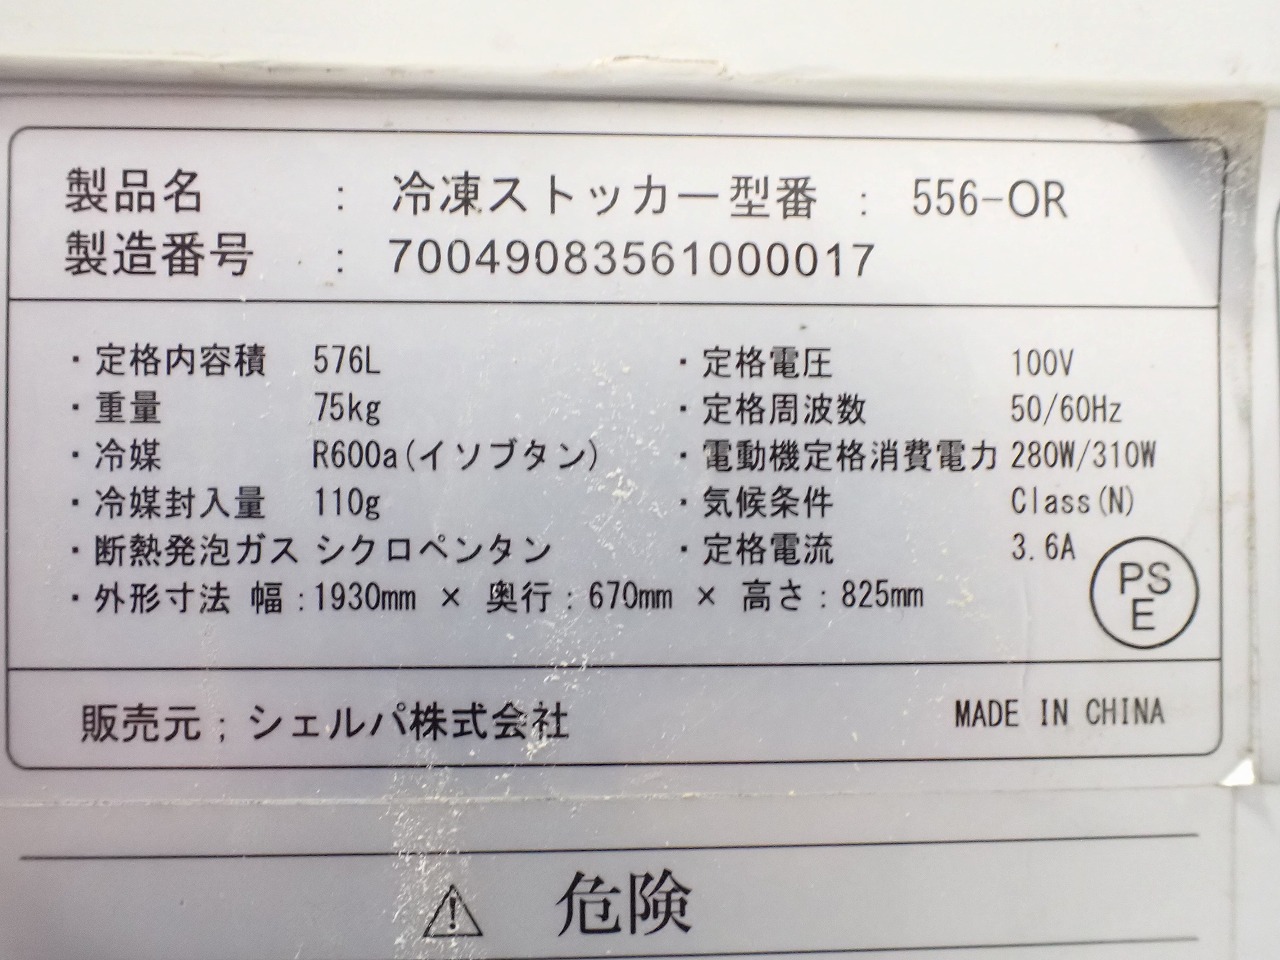 製品名 : 冷凍ストッカー型番 : 556-OR
製造番号 : 70049083561000017
・定格内容積 576L ・定格電圧 100V
・重量 75kg ・定格周波数 50/60Hz
・冷媒 R600a(イソブタン) ・電動機定格消費電力 280W/310W
・冷媒封入量 110g ・気候条件 Class(N)
・断熱発泡ガス シクロペンタン ・定格電流 3.6A
・外形寸法 幅:1930mm × 奥行:670mm × 高さ:825mm
PS
E
販売元;シェルパ株式会社 MADE IN CHINA
危険